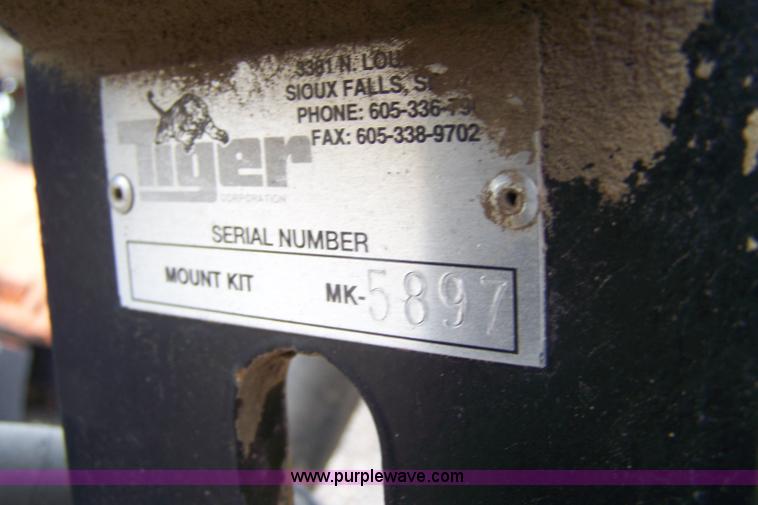 3381 N.
SIOUX FALLS,
PHONE: 605-336-
FAX: 605-338-9702
Tiger
CORPORATION
SERIAL NUMBER
MOUNT KIT MK-5897
www.purplewave.com